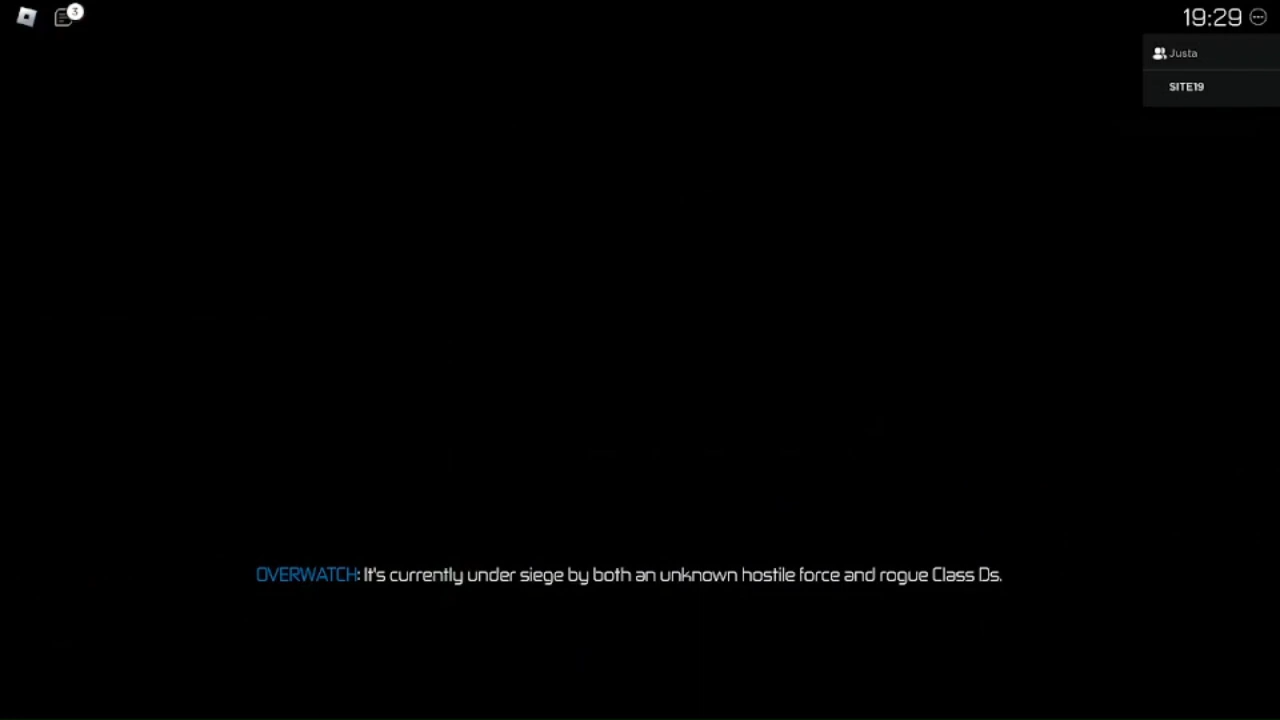 3
19:29
Justa
SITE19
OVERWATCH: It's currently under siege by both an unknown hostile force and rogue Class Ds.